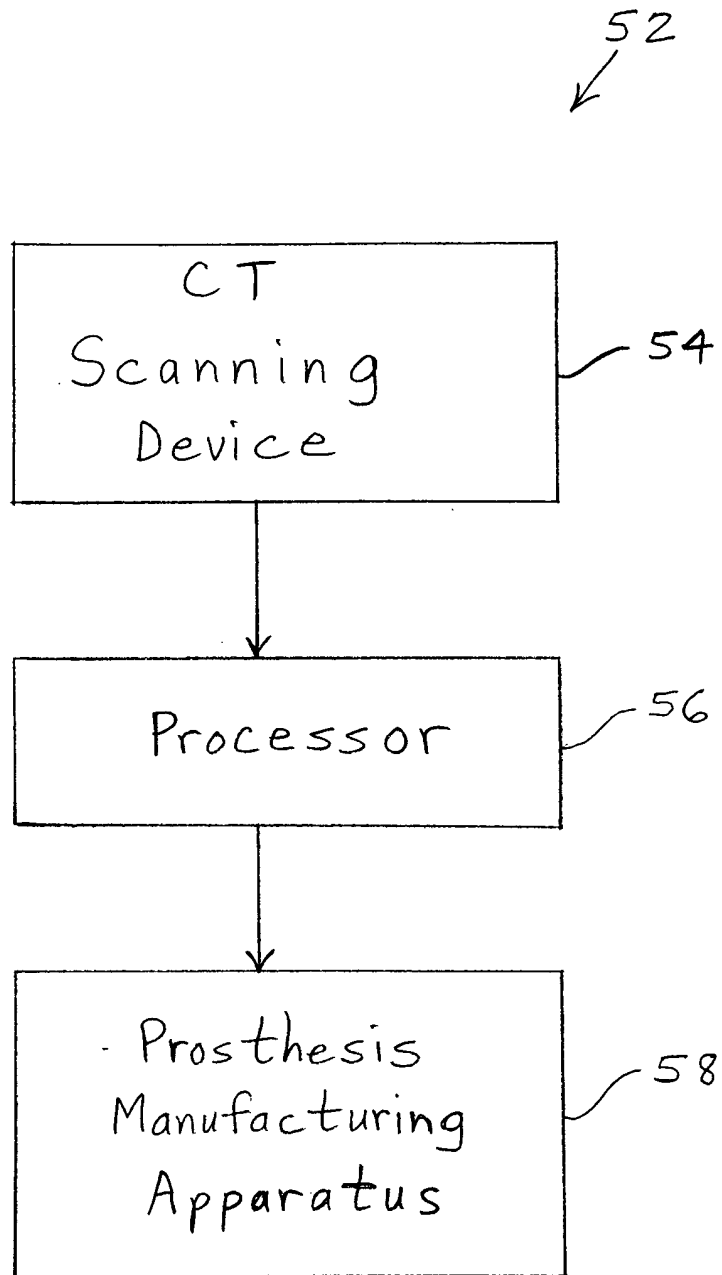 52
CT
Scanning
Device
54
Processor
56
Prosthesis
Manufacturing
Apparatus
58